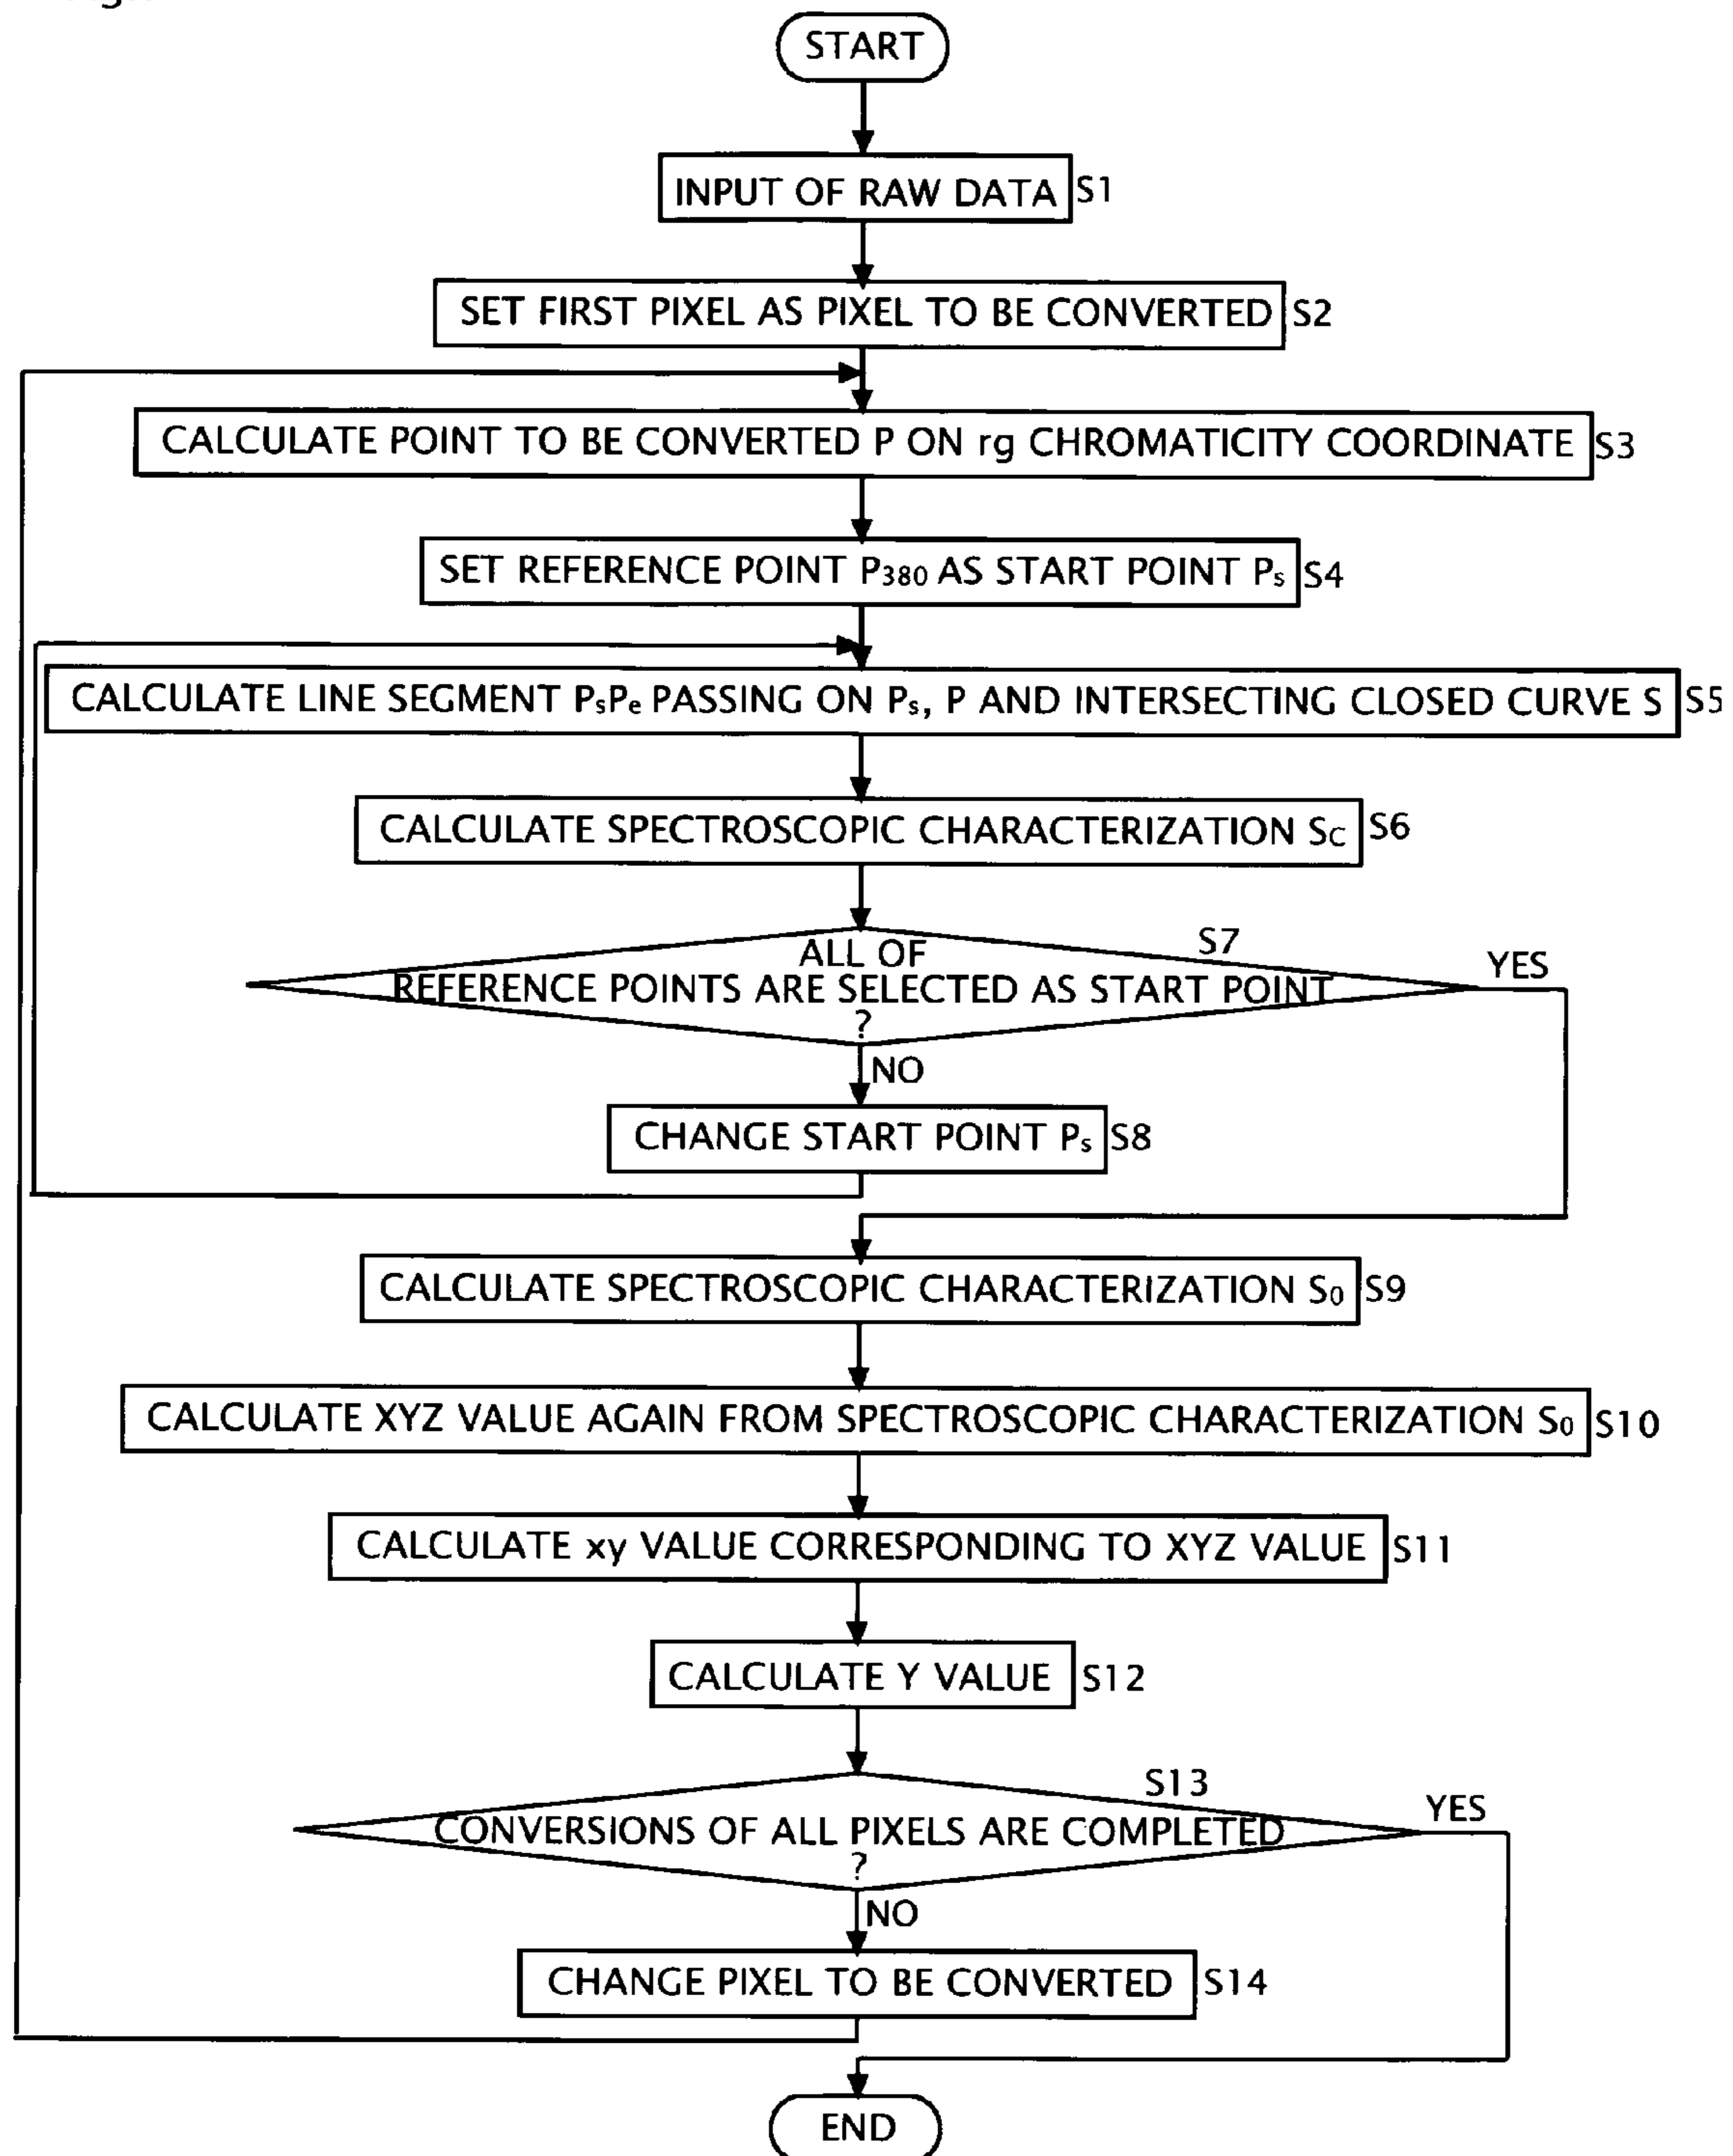 START
INPUT OF RAW DATA S1
SET FIRST PIXEL AS PIXEL TO BE CONVERTED S2
CALCULATE POINT TO BE CONVERTED P ON rg CHROMATICITY COORDINATE S3
SET REFERENCE POINT P380 AS START POINT Ps S4
CALCULATE LINE SEGMENT PsPe PASSING ON Ps, P AND INTERSECTING CLOSED CURVE S S5
CALCULATE SPECTROSCOPIC CHARACTERIZATION SC S6
S7
ALL OF
REFERENCE POINTS ARE SELECTED AS START POINT
?
YES
NO
CHANGE START POINT Ps S8
CALCULATE SPECTROSCOPIC CHARACTERIZATION S0 S9
CALCULATE XYZ VALUE AGAIN FROM SPECTROSCOPIC CHARACTERIZATION S0 S10
CALCULATE xy VALUE CORRESPONDING TO XYZ VALUE S11
CALCULATE Y VALUE S12
S13
CONVERSIONS OF ALL PIXELS ARE COMPLETED
?
YES
NO
CHANGE PIXEL TO BE CONVERTED S14
END